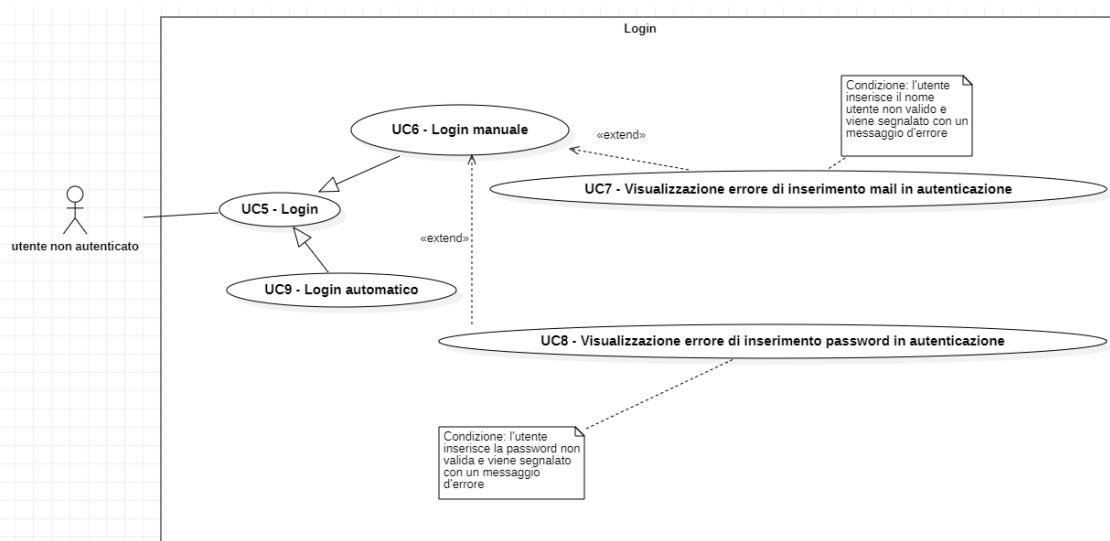 Login
Condizione: l'utente
inserisce il nome
utente non valido e
viene segnalato con un
messaggio d'errore
UC6 - Login manuale
«extend»
UC7 - Visualizzazione errore di inserimento mail in autenticazione
UC5 - Login
utente non autenticato
«extend»
UC9 - Login automatico
UC8 - Visualizzazione errore di inserimento password in autenticazione
Condizione: l'utente
inserisce la password non
valida e viene segnalato
con un messaggio
d'errore